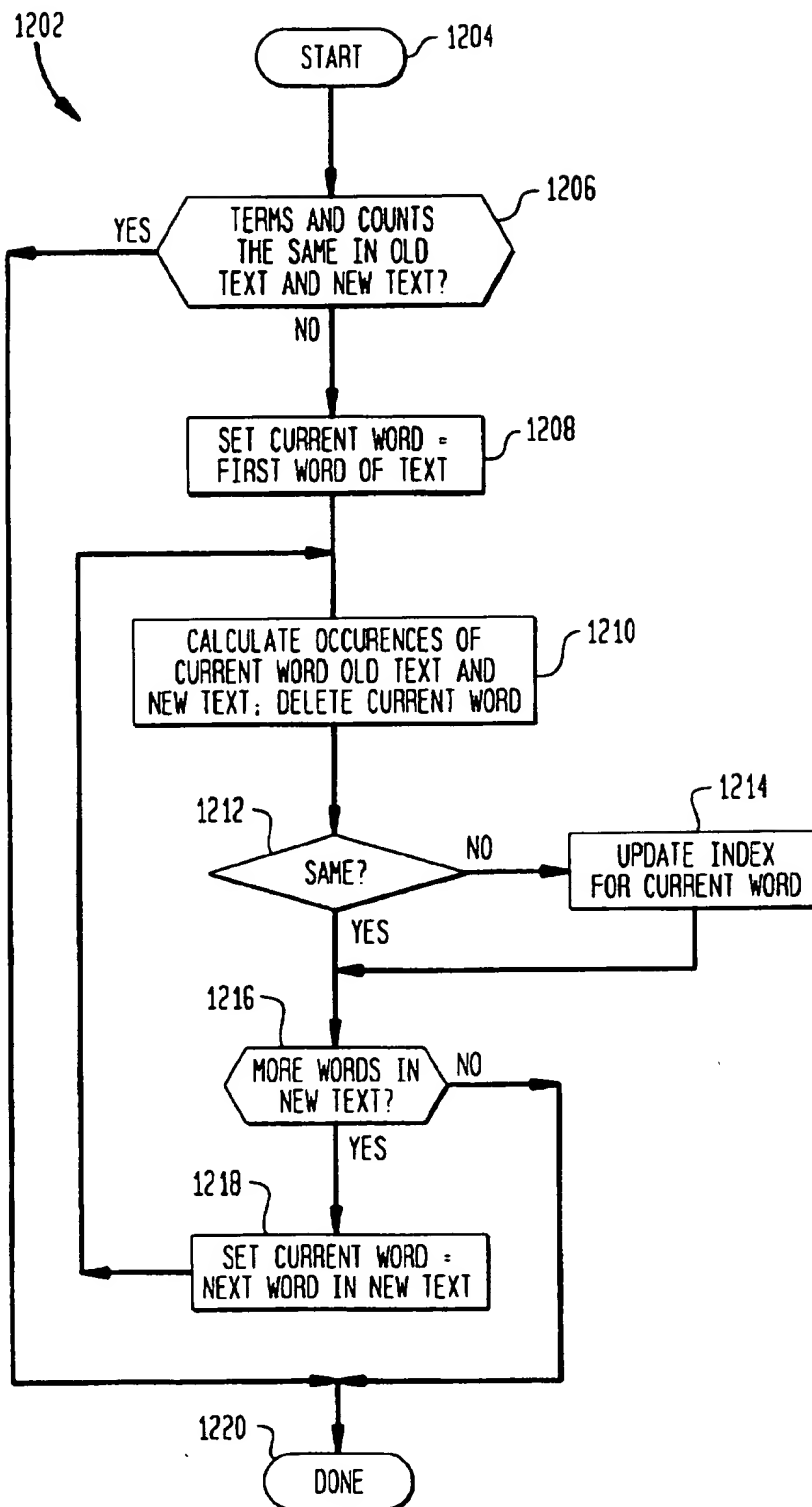 1202
START
1204
1206
YES
TERMS AND COUNTS
THE SAME IN OLD
TEXT AND NEW TEXT?
NO
SET CURRENT WORD =
FIRST WORD OF TEXT
1208
CALCULATE OCCURENCES OF
CURRENT WORD OLD TEXT AND
NEW TEXT; DELETE CURRENT WORD
1210
1212
SAME?
NO
1214
UPDATE INDEX
FOR CURRENT WORD
YES
1216
MORE WORDS IN
NEW TEXT?
NO
YES
1218
SET CURRENT WORD =
NEXT WORD IN NEW TEXT
1220
DONE